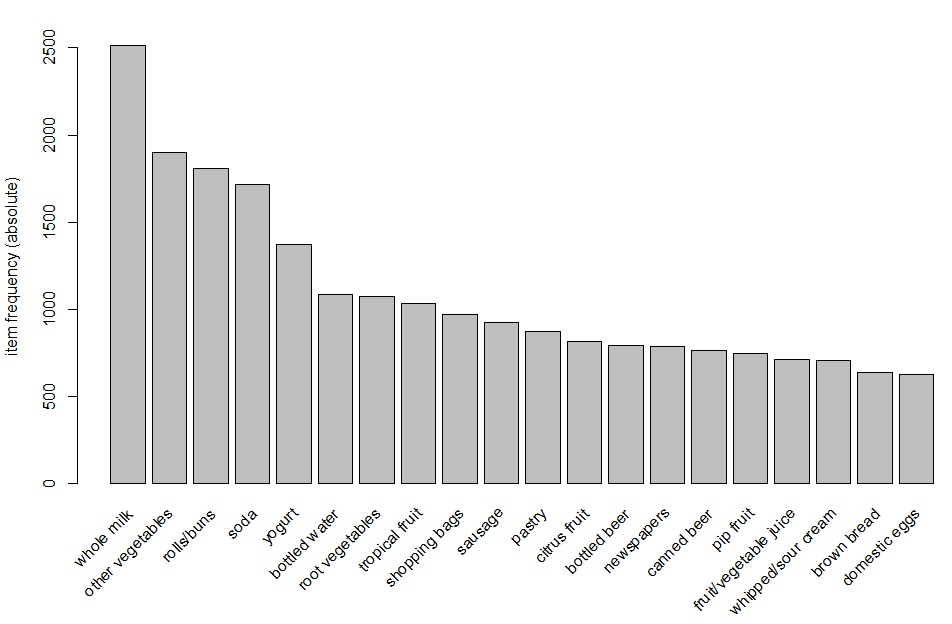 item frequency (absolute)
2500
2000
1500
1000
500
0
whole milk
other vegetables
rolls/buns
soda
yogurt
bottled water
root vegetables
tropical fruit
shopping bags
sausage
pastry
citrus fruit
bottled beer
newspapers
canned beer
pip fruit
fruit/vegetable juice
whipped/sour cream
brown bread
domestic eggs